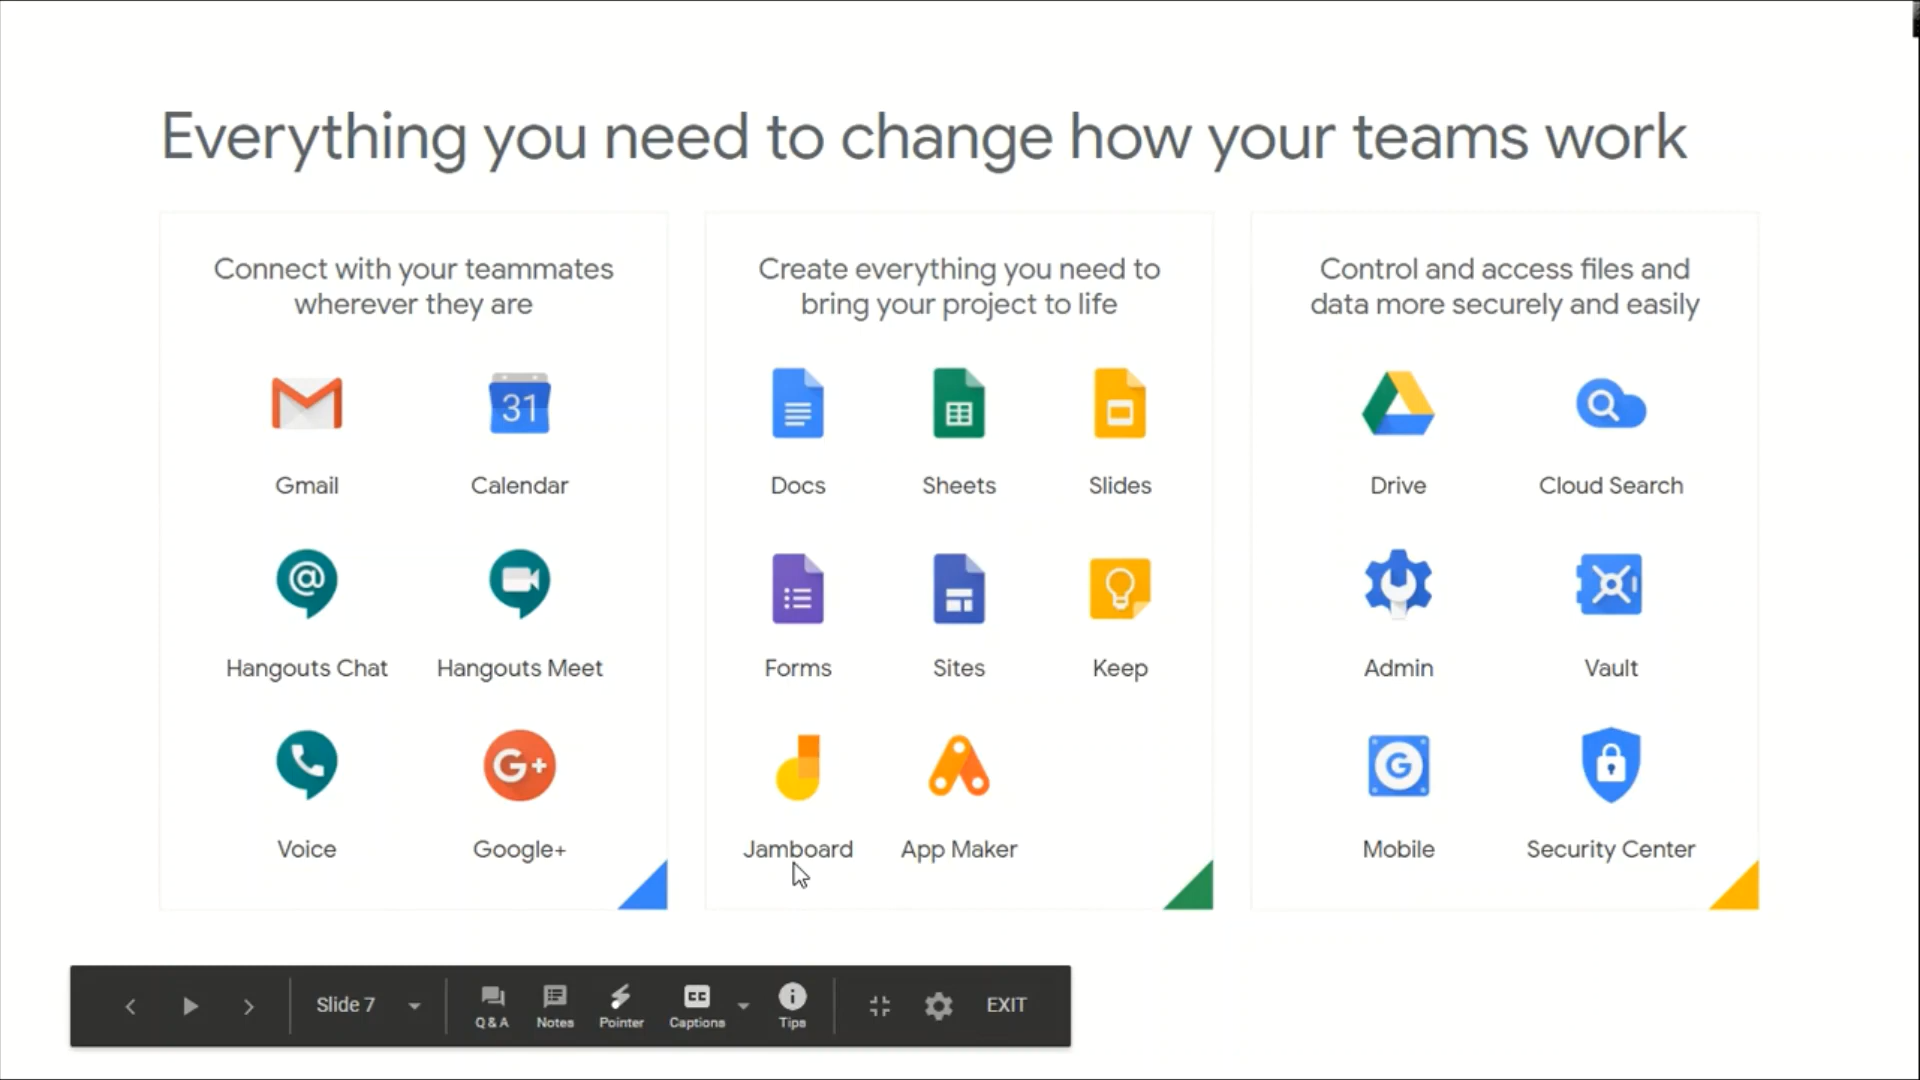 Everything you need to change how your teams work
Connect with your teammates
wherever they are
31
Gmail
Calendar
@
Hangouts Chat
Hangouts Meet
G+
Voice
Google+
Create everything you need to
bring your project to life
Docs
Sheets
Slides
Forms
Sites
Keep
Jamboard
App Maker
Control and access files and
data more securely and easily
Drive
Cloud Search
Admin
Vault
G
Mobile
Security Center
Slide 7
Q&A
Notes
Pointer
CC
Captions
Tips
EXIT